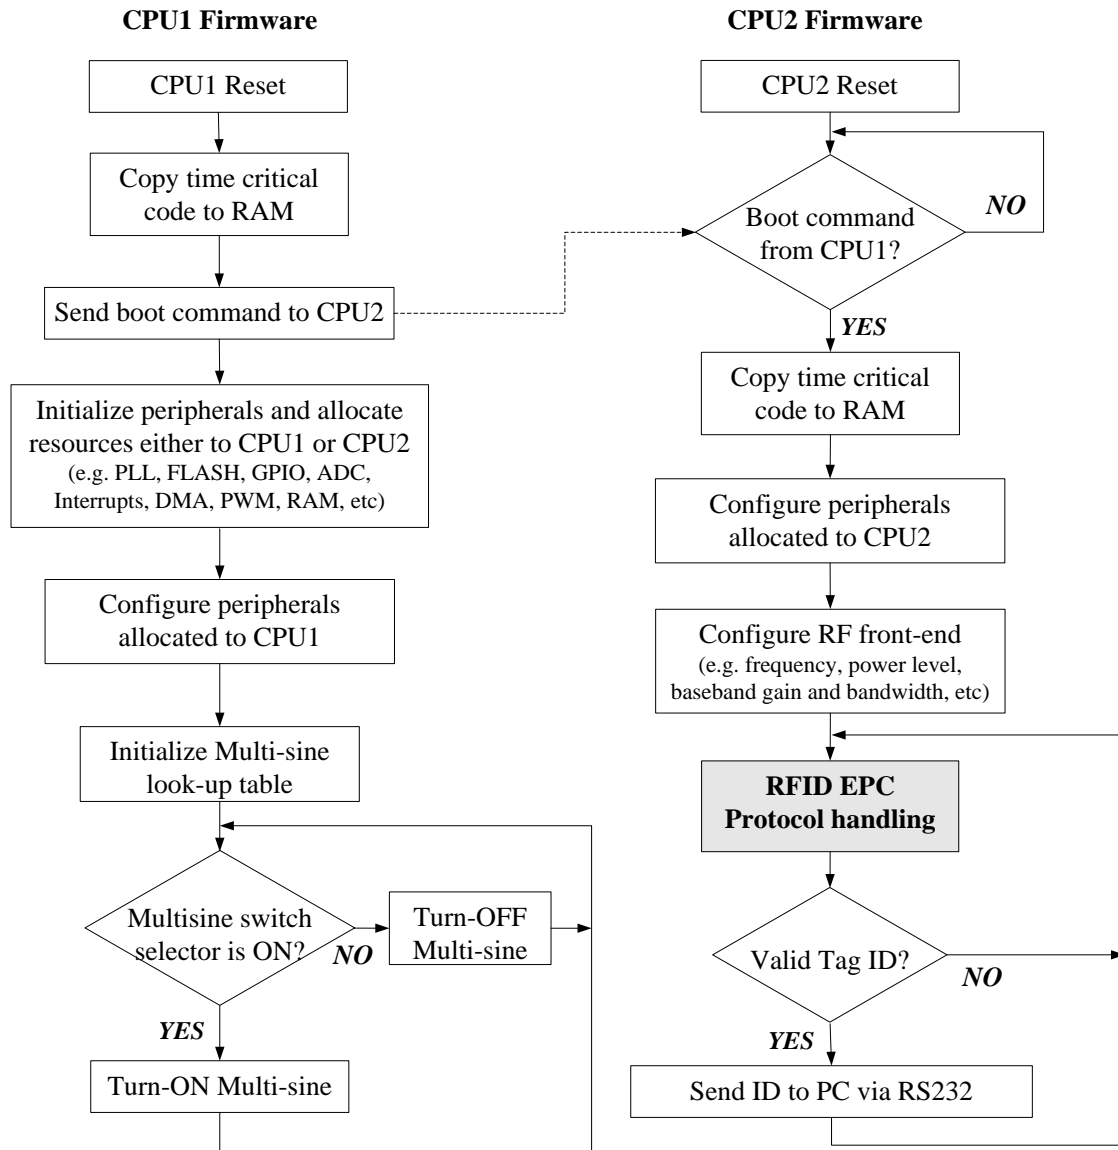 CPU1 Firmware
CPU1 Reset
Copy time critical
code to RAM
Send boot command to CPU2
Initialize peripherals and allocate
resources either to CPU1 or CPU2
(e.g. PLL, FLASH, GPIO, ADC,
Interrupts, DMA, PWM, RAM, etc)
Configure peripherals
allocated to CPU1
Initialize Multi-sine
look-up table
Multisine switch
selector is ON?
NO
Turn-OFF
Multi-sine
YES
Turn-ON Multi-sine
CPU2 Firmware
CPU2 Reset
Boot command
from CPU1?
NO
YES
Copy time critical
code to RAM
Configure peripherals
allocated to CPU2
Configure RF front-end
(e.g. frequency, power level,
baseband gain and bandwidth, etc)
RFID EPC
Protocol handling
Valid Tag ID?
NO
YES
Send ID to PC via RS232